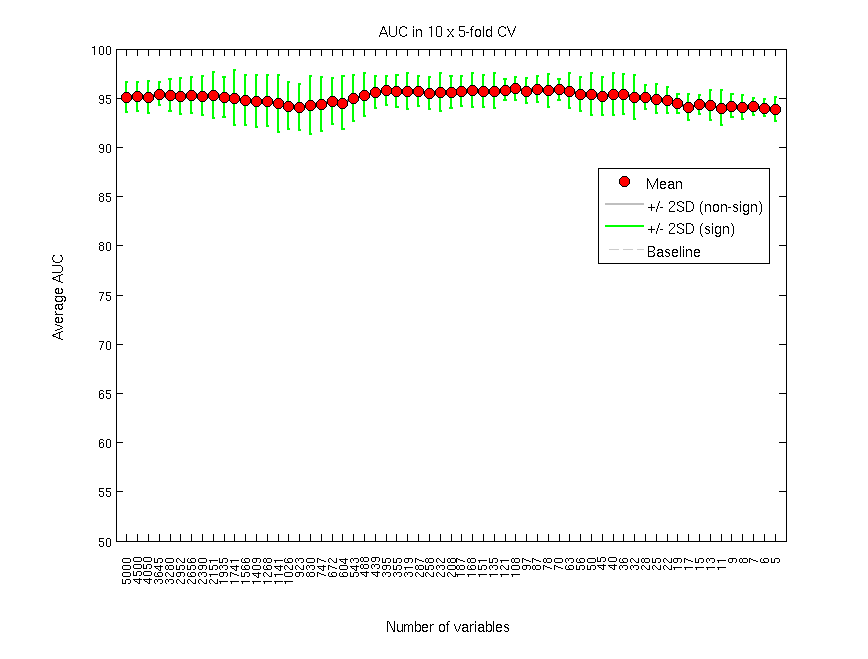 AUC in 10 x 5-fold CV
100
95
90
85
80
75
70
65
60
55
50
Average AUC
Mean
+/- 2SD (non-sign)
+/- 2SD (sign)
Baseline
5000 4500 4050 3645 3280 2952 2656 2390 2151 1935 1741 1566 1409 1268 1141 1026 923 830 747 672 604 543 488 439 395 355 319 287 258 232 208 187 168 151 135 121 108 97 87 78 70 63 56 50 45 40 36 32 28 25 22 19 17 15 13 11 9 8 7 6 5
Number of variables